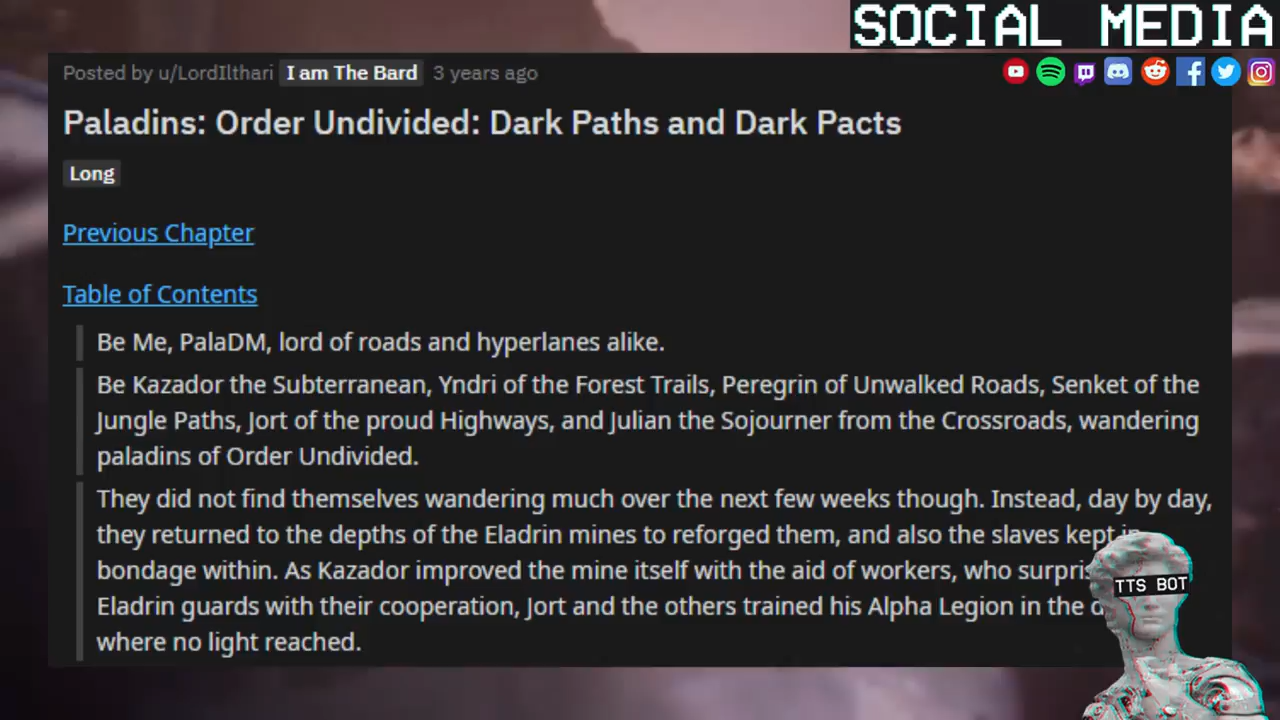 SOCIAL MEDIA
Posted by u/LordIlthari I am The Bard 3 years ago
Paladins: Order Undivided: Dark Paths and Dark Pacts
Long
Previous Chapter
Table of Contents
Be Me, PalaDM, lord of roads and hyperlanes alike.
Be Kazador the Subterranean, Yndri of the Forest Trails, Peregrin of Unwalked Roads, Senket of the
Jungle Paths, Jort of the proud Highways, and Julian the Sojourner from the Crossroads, wandering
paladins of Order Undivided.
They did not find themselves wandering much over the next few weeks though. Instead, day by day,
they returned to the depths of the Eladrin mines to reforged them, and also the slaves kept in
bondage within. As Kazador improved the mine itself with the aid of workers, who
Eladrin guards with their cooperation, Jort and the others trained his Alpha Legion in the
where no light reached.
TTS BOT